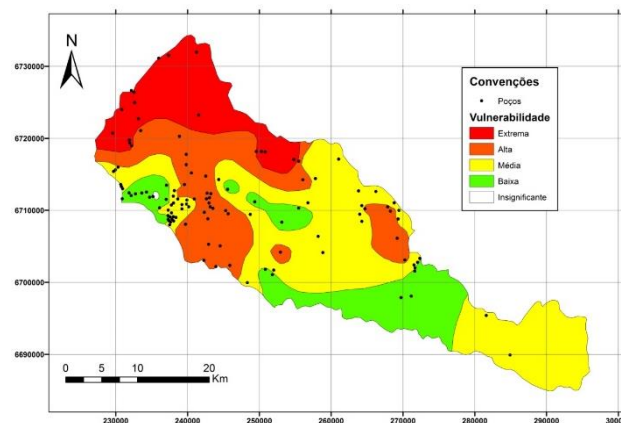 N
Convenções
Poços
Vulnerabilidade
Extrema
Alta
Média
Baixa
Insignificante
6730000
6720000
6710000
6700000
6690000
0 5 10 20
Km
230000 240000 250000 260000 270000 280000 290000 3000